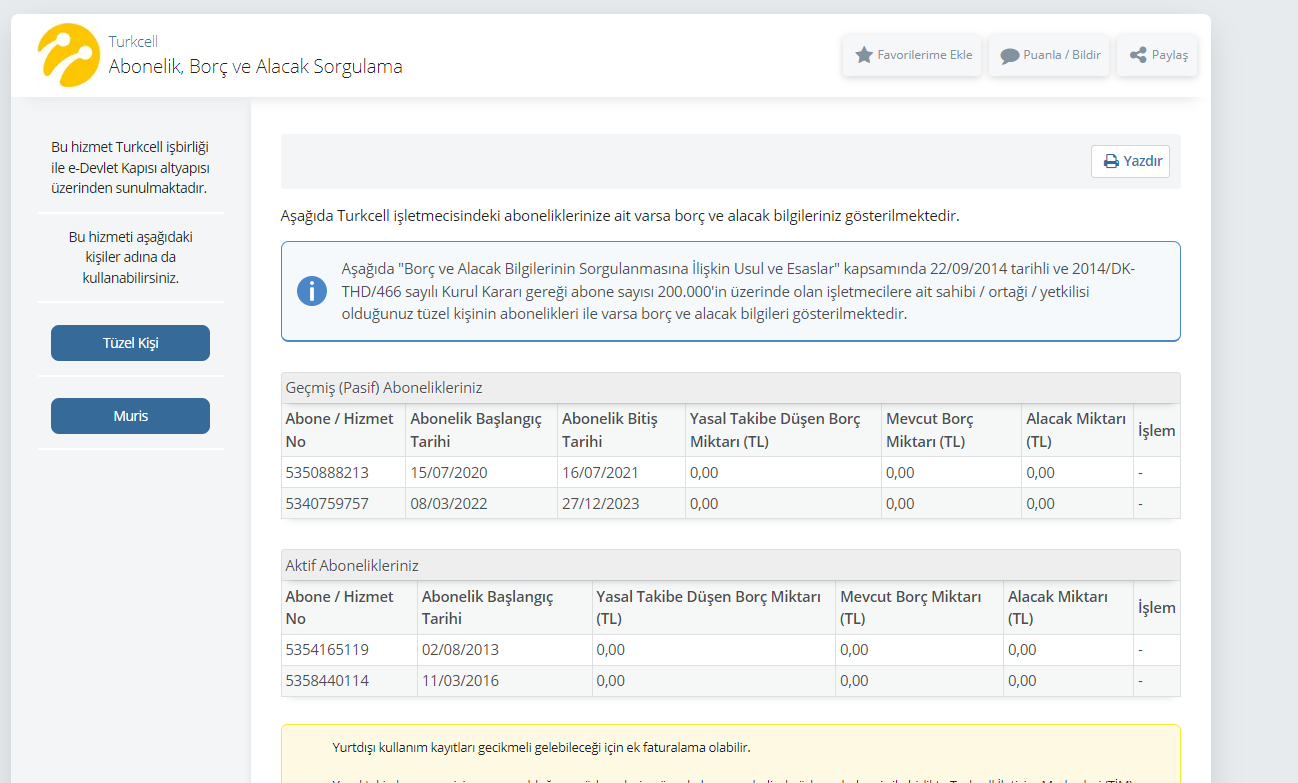 Turkcell
Abonelik, Borç ve Alacak Sorgulama
Favorilerime Ekle
Puanla / Bildir
Paylaş
Bu hizmet Turkcell işbirliği
ile e-Devlet Kapısı altyapısı
üzerinden sunulmaktadır.
Bu hizmeti aşağıdaki
kişiler adına da
kullanabilirsiniz.
Tüzel Kişi
Muris
Yazdır
Aşağıda Turkcell işletmecisindeki aboneliklerinize ait varsa borç ve alacak bilgileriniz gösterilmektedir.
Aşağıda "Borç ve Alacak Bilgilerinin Sorgulanmasına İlişkin Usul ve Esaslar" kapsamında 22/09/2014 tarihli ve 2014/DK-
THD/466 sayılı Kurul Kararı gereği abone sayısı 200.000'in üzerinde olan işletmecilere ait sahibi / ortaği / yetkilisi
olduğunuz tüzel kişinin abonelikleri ile varsa borç ve alacak bilgileri gösterilmektedir.
Geçmiş (Pasif) Abonelikleriniz
Abone / Hizmet No Abonelik Başlangıç Tarihi Abonelik Bitiş Tarihi Yasal Takibe Düşen Borç Miktarı (TL) Mevcut Borç Miktarı (TL) Alacak Miktarı (TL) İşlem
5350888213 15/07/2020 16/07/2021 0,00 0,00 0,00 -
5340759757 08/03/2022 27/12/2023 0,00 0,00 0,00 -
Aktif Abonelikleriniz
Abone / Hizmet No Abonelik Başlangıç Tarihi Yasal Takibe Düşen Borç Miktarı (TL) Mevcut Borç Miktarı (TL) Alacak Miktarı (TL) İşlem
5354165119 02/08/2013 0,00 0,00 0,00 -
5358440114 11/03/2016 0,00 0,00 0,00 -
Yurtdışı kullanım kayıtları gecikmeli gelebileceği için ek faturalama olabilir.